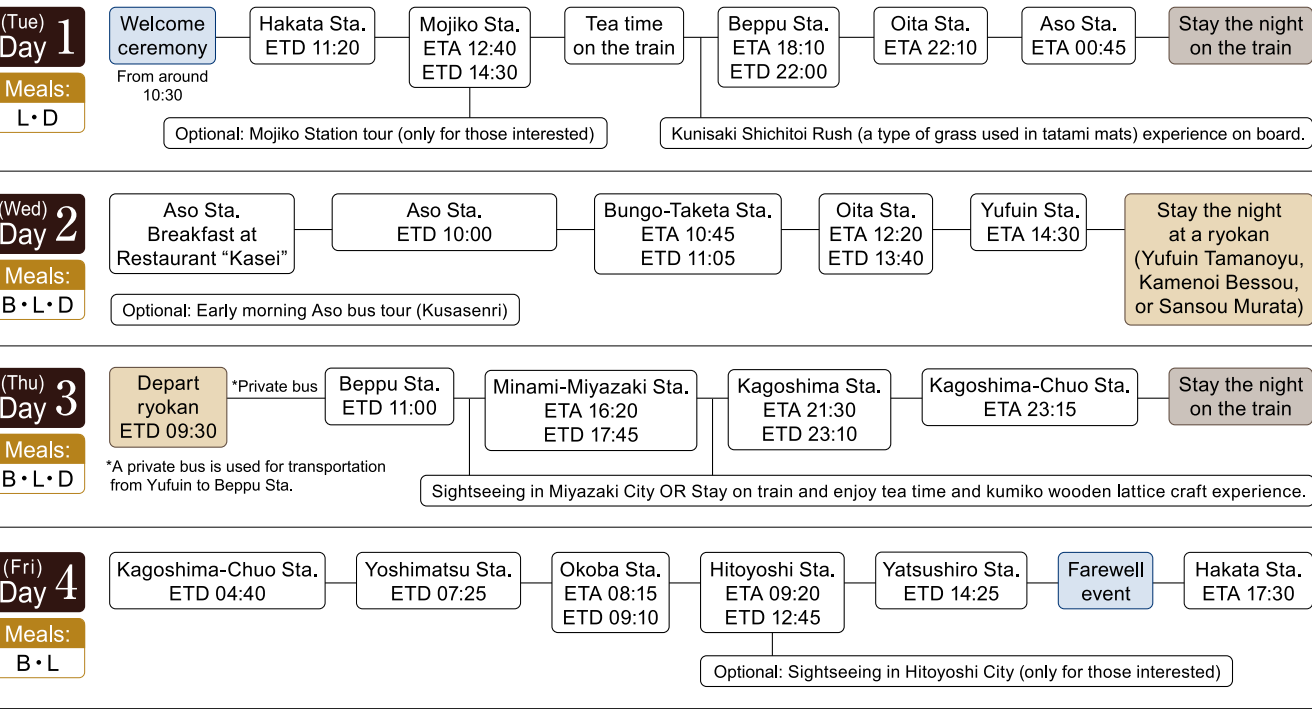 (Tue)
Day 1
Meals:
L・D
Welcome
ceremony
From around
10:30
Hakata Sta.
ETD 11:20
Mojiko Sta.
ETA 12:40
ETD 14:30
Tea time
on the train
Beppu Sta.
ETA 18:10
ETD 22:00
Oita Sta.
ETA 22:10
Aso Sta.
ETA 00:45
Stay the night
on the train
Optional: Mojiko Station tour (only for those interested)
Kunisaki Shichitoi Rush (a type of grass used in tatami mats) experience on board.
(Wed)
Day 2
Meals:
B・L・D
Aso Sta.
Breakfast at
Restaurant “Kasei”
Aso Sta.
ETD 10:00
Bungo-Taketa Sta.
ETA 10:45
ETD 11:05
Oita Sta.
ETA 12:20
ETD 13:40
Yufuin Sta.
ETA 14:30
Stay the night
at a ryokan
(Yufuin Tamanoyu,
Kamenoi Bessou,
or Sansou Murata)
Optional: Early morning Aso bus tour (Kusasenri)
(Thu)
Day 3
Meals:
B・L・D
Depart
ryokan
ETD 09:30
*Private bus
Beppu Sta.
ETD 11:00
Minami-Miyazaki Sta.
ETA 16:20
ETD 17:45
Kagoshima Sta.
ETA 21:30
ETD 23:10
Kagoshima-Chuo Sta.
ETA 23:15
Stay the night
on the train
*A private bus is used for transportation
from Yufuin to Beppu Sta.
Sightseeing in Miyazaki City OR Stay on train and enjoy tea time and kumiko wooden lattice craft experience.
(Fri)
Day 4
Meals:
B・L
Kagoshima-Chuo Sta.
ETD 04:40
Yoshimatsu Sta.
ETD 07:25
Okoba Sta.
ETA 08:15
ETD 09:10
Hitoyoshi Sta.
ETA 09:20
ETD 12:45
Yatsushiro Sta.
ETD 14:25
Farewell
event
Hakata Sta.
ETA 17:30
Optional: Sightseeing in Hitoyoshi City (only for those interested)